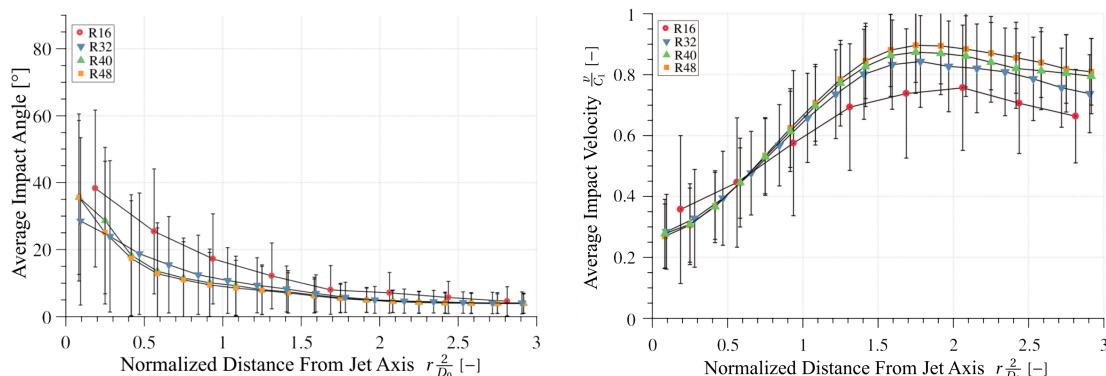 80
60
40
20
0
0 0.5 1 1.5 2 2.5 3
Average Impact Angle [°]
Normalized Distance From Jet Axis r 2/D₀ [−]
R16
R32
R40
R48
1
0.8
0.6
0.4
0.2
0
0 0.5 1 1.5 2 2.5 3
Average Impact Velocity [−]
Normalized Distance From Jet Axis r 2/D [−]
R16
R32
R40
R48